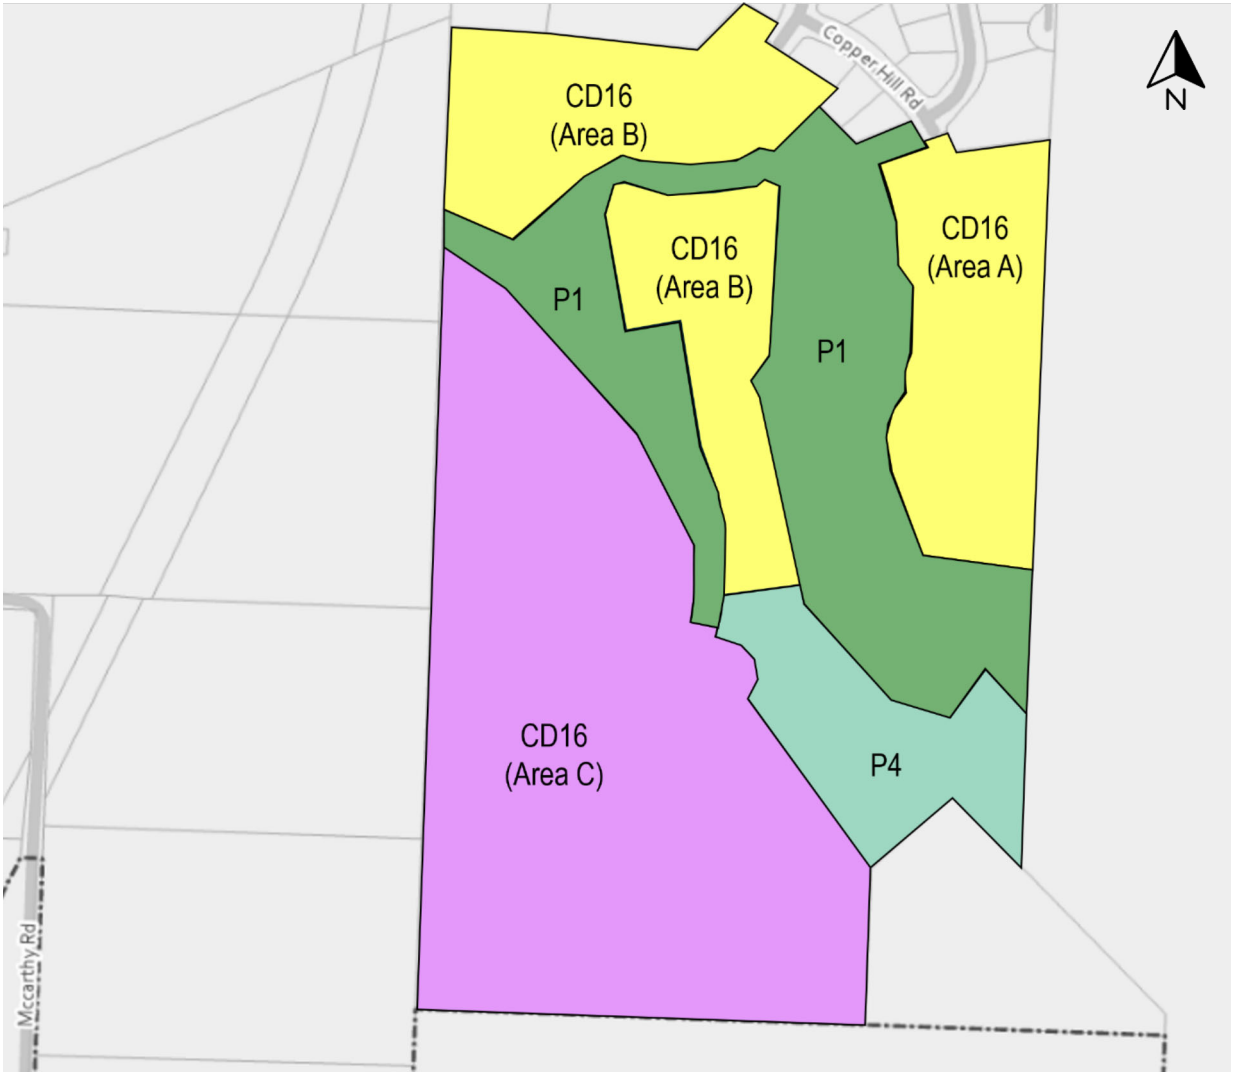 Copper Hill Rd
N
CD16
(Area B)
CD16
(Area A)
CD16
(Area B)
P1
P1
CD16
(Area C)
P4
Mccarthy Rd